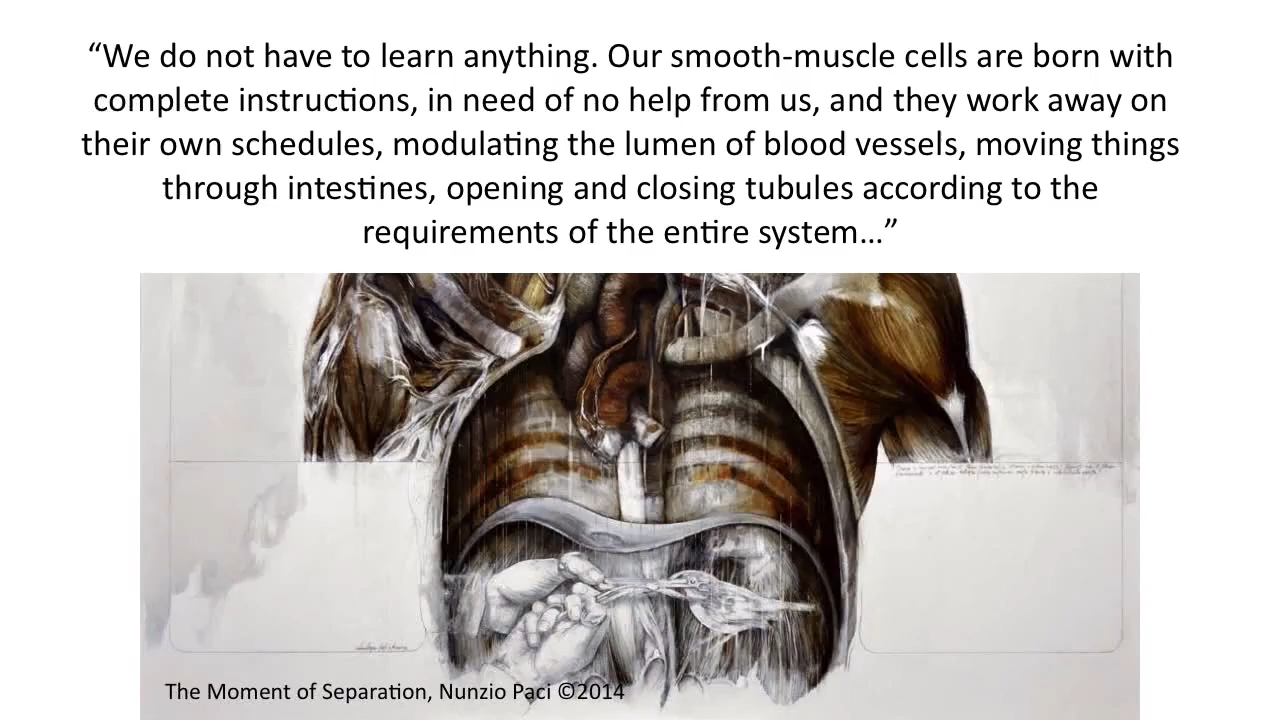 “We do not have to learn anything. Our smooth-muscle cells are born with
complete instructions, in need of no help from us, and they work away on
their own schedules, modulating the lumen of blood vessels, moving things
through intestines, opening and closing tubules according to the
requirements of the entire system…”
The Moment of Separation, Nunzio Paci ©2014